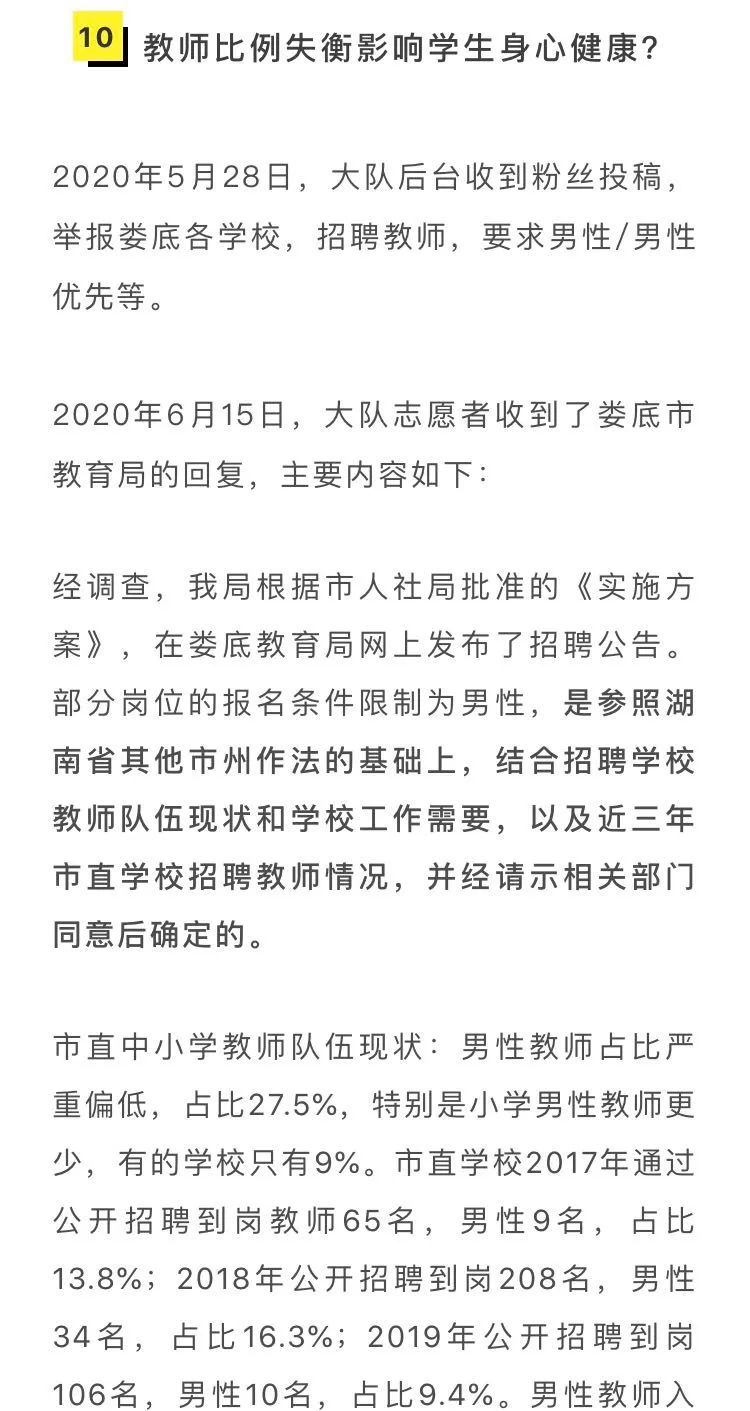 10 教师比例失衡影响学生身心健康?
2020年5月28日，大队后台收到粉丝投稿，
举报娄底各学校，招聘教师，要求男性/男性
优先等。
2020年6月15日，大队志愿者收到了娄底市
教育局的回复，主要内容如下：
经调查，我局根据市人社局批准的《实施方
案》，在娄底教育局网上发布了招聘公告。
部分岗位的报名条件限制为男性，是参照湖
南省其他市州作法的基础上，结合招聘学校
教师队伍现状和学校工作需要，以及近三年
市直学校招聘教师情况，并经请示相关部门
同意后确定的。
市直中小学教师队伍现状：男性教师占比严
重偏低，占比27.5%，特别是小学男性教师更
少，有的学校只有9%。市直学校2017年通过
公开招聘到岗教师65名，男性9名，占比
13.8%；2018年公开招聘到岗208名，男性
34名，占比16.3%；2019年公开招聘到岗
106名，男性10名，占比9.4%。男性教师入